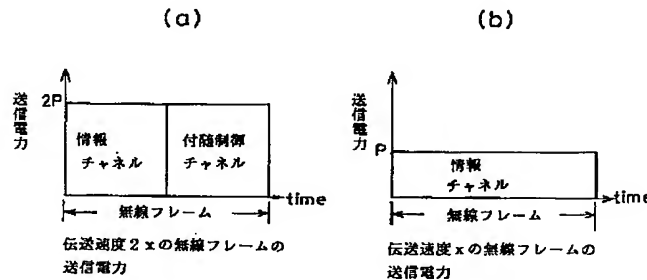 (a)
送信電力
2P
情報
チャネル
付随制御
チャネル
time
無線フレーム
伝送速度2xの無線フレームの
送信電力
(b)
送信電力
P
情報
チャネル
time
無線フレーム
伝送速度xの無線フレームの
送信電力